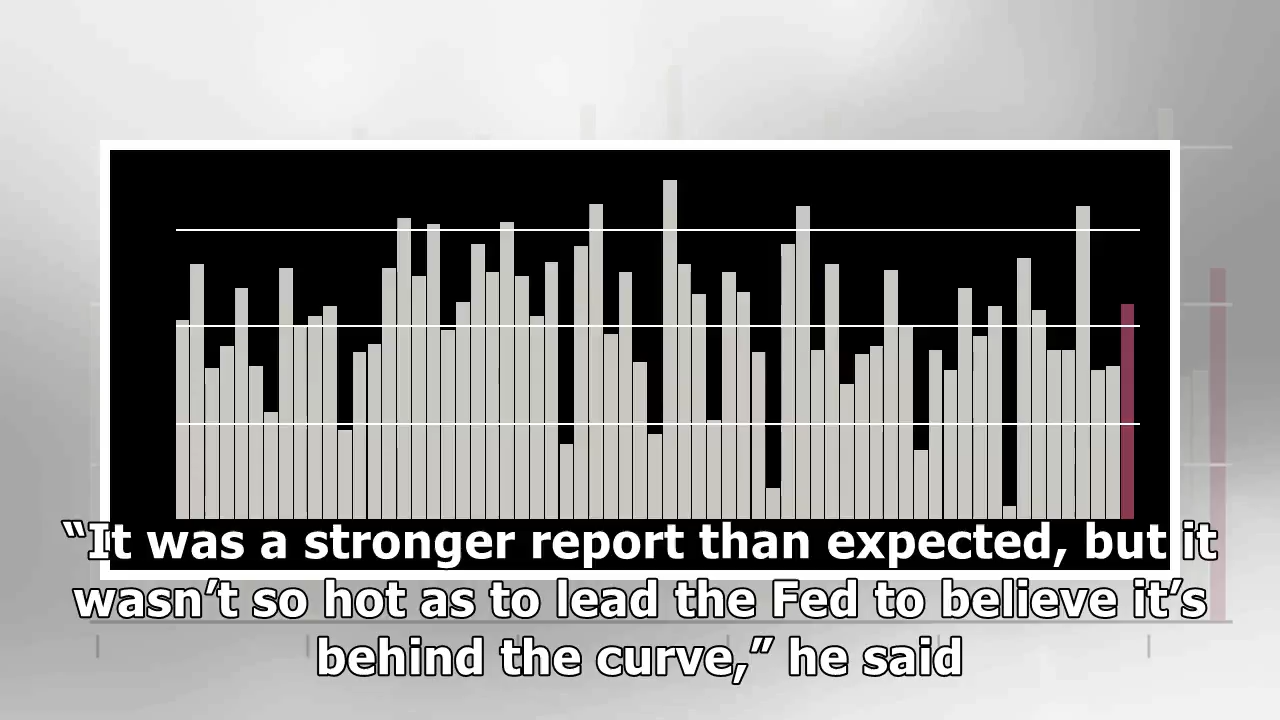 “It was a stronger report than expected, but it
wasn’t so hot as to lead the Fed to believe it’s
behind the curve,” he said